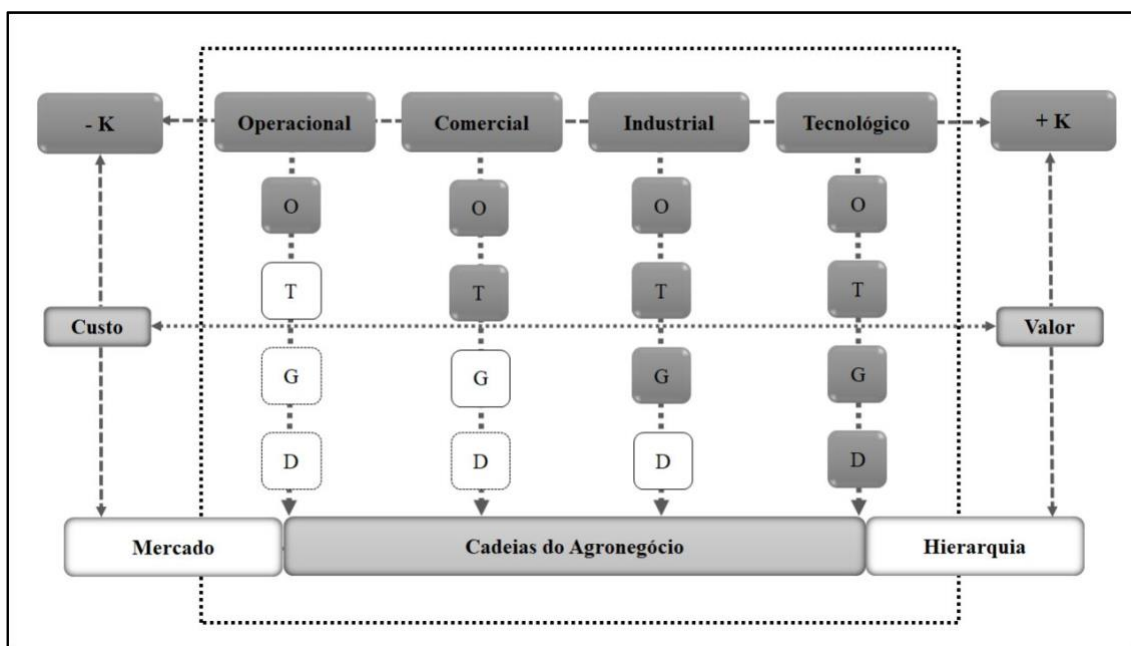 - K
Operacional
Comercial
Industrial
Tecnológico
+ K
O
O
O
O
T
T
T
T
Custo
Valor
G
G
G
G
D
D
D
D
Mercado
Cadeias do Agronegócio
Hierarquia